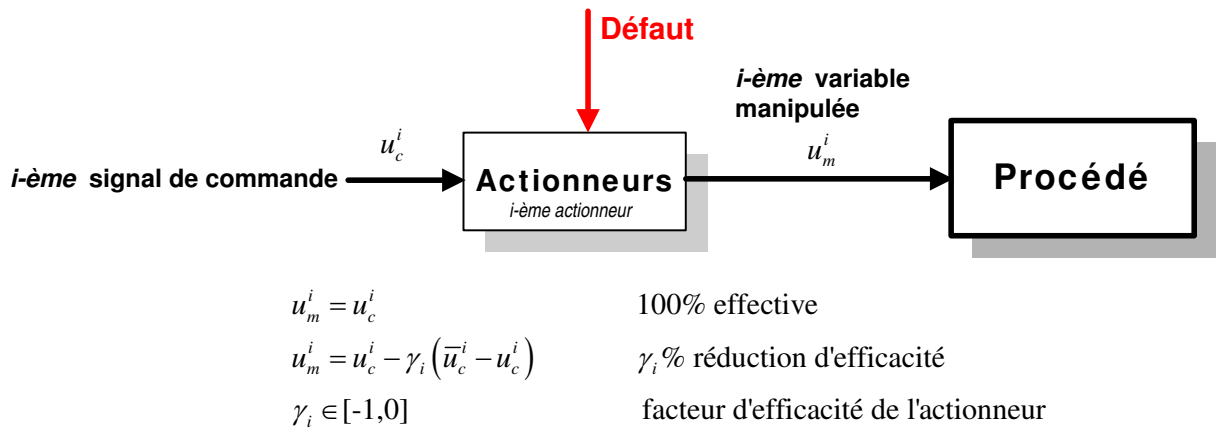 Défaut
i-ème variable
manipulée
u_c^i
u_m^i
i-ème signal de commande
Actionneurs
i-ème actionneur
Procédé
u_m^i = u_c^i 100% effective
u_m^i = u_c^i - γ_i (ū_c^i - u_c^i) γ_i % réduction d'efficacité
γ_i ∈ [-1,0] facteur d'efficacité de l'actionneur